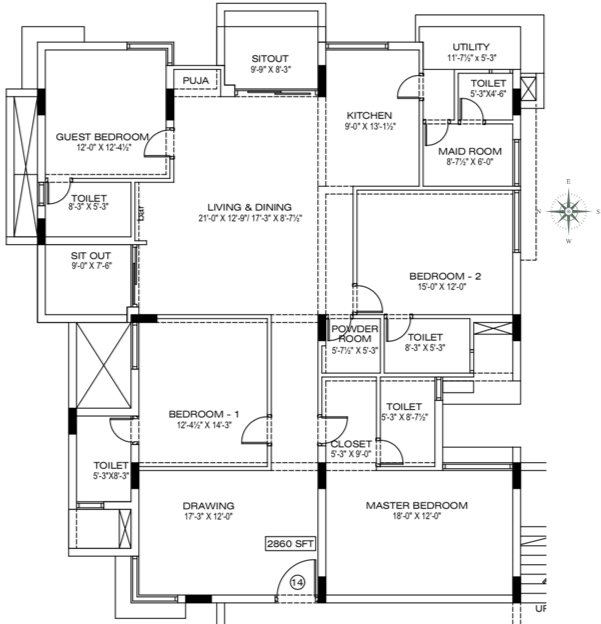 SITOUT
9'-9" X 8'-3"
UTILITY
11'-7½" x 5'-3"
PUJA
TOILET
5'-3"X4'-6"
KITCHEN
9'-0" X 13'-1½"
GUEST BEDROOM
12'-0" X 12'-4½"
MAID ROOM
8'-7½" X 6'-0"
TOILET
8'-3" X 5'-3"
bar
LIVING & DINING
21'-0" X 12'-9"/ 17'-3" X 8'-7½"
E
N
S
W
SIT OUT
9'-0" X 7'-6"
BEDROOM - 2
15'-0" X 12'-0"
POWDER
ROOM
5'-7½" X 5'-3"
TOILET
8'-3" X 5'-3"
BEDROOM - 1
12'-4½" X 14'-3"
TOILET
5'-3" X 8'-7½"
CLOSET
5'-3" X 9'-0"
TOILET
5'-3"X8'-3"
DRAWING
17'-3" X 12'-0"
MASTER BEDROOM
18'-0" X 12'-0"
2860 SFT
14
UP